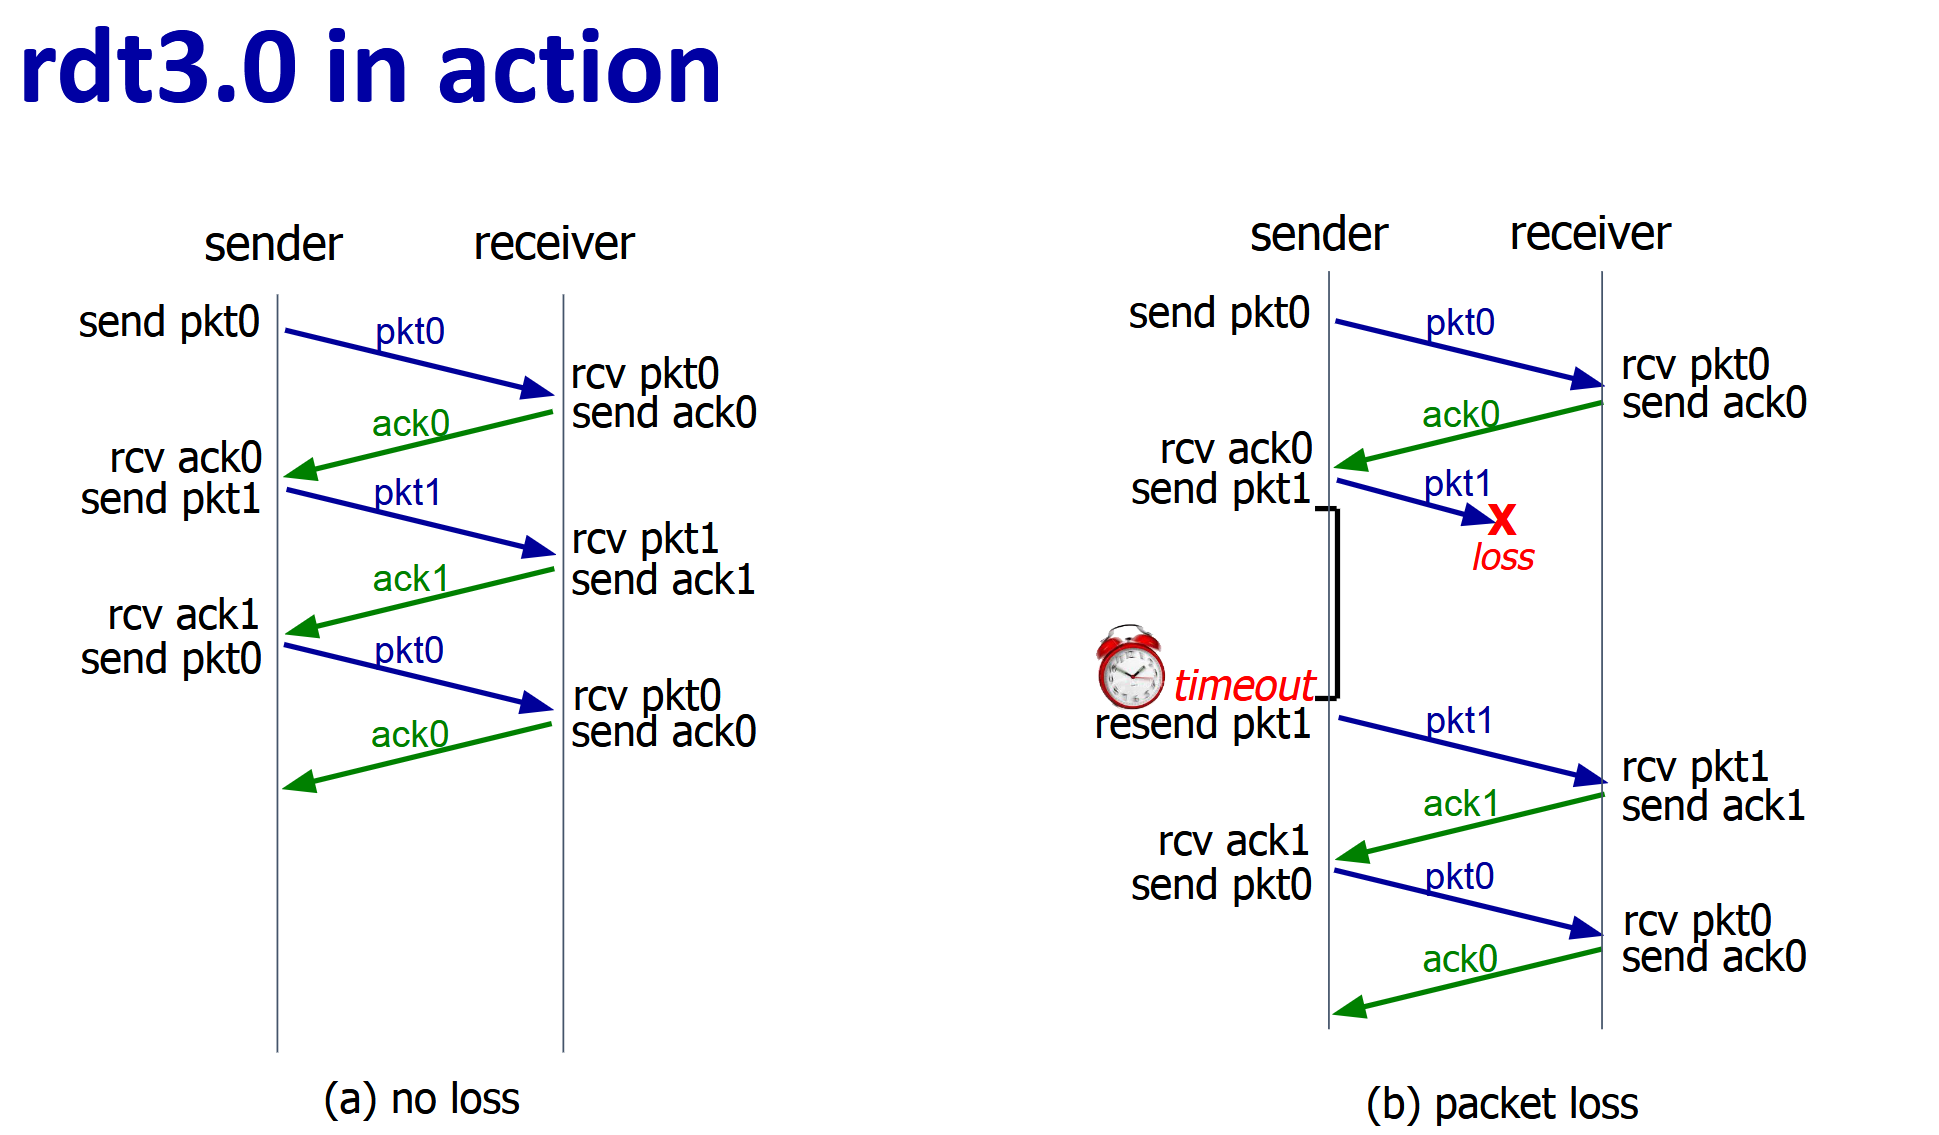 rdt3.0 in action
sender
receiver
send pkt0
pkt0
rcv pkt0
send ack0
ack0
rcv ack0
send pkt1
pkt1
rcv pkt1
send ack1
ack1
rcv ack1
send pkt0
pkt0
rcv pkt0
send ack0
ack0
(a) no loss
sender
receiver
send pkt0
pkt0
rcv pkt0
send ack0
ack0
rcv ack0
send pkt1
pkt1
X
loss
timeout
resend pkt1
pkt1
rcv pkt1
send ack1
ack1
rcv ack1
send pkt0
pkt0
rcv pkt0
send ack0
ack0
(b) packet loss